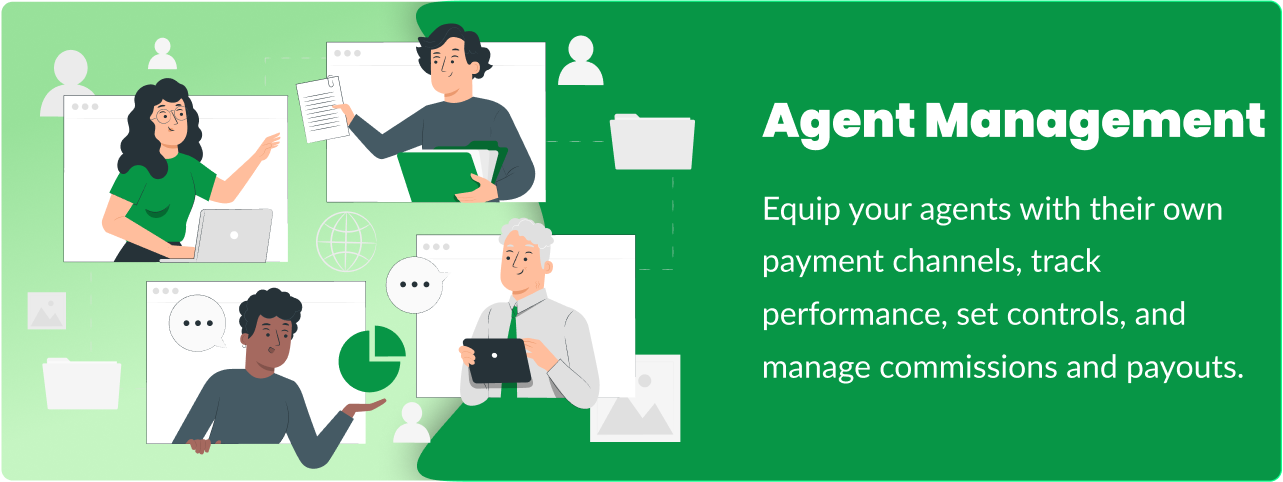 Agent Management
Equip your agents with their own
payment channels, track
performance, set controls, and
manage commissions and payouts.